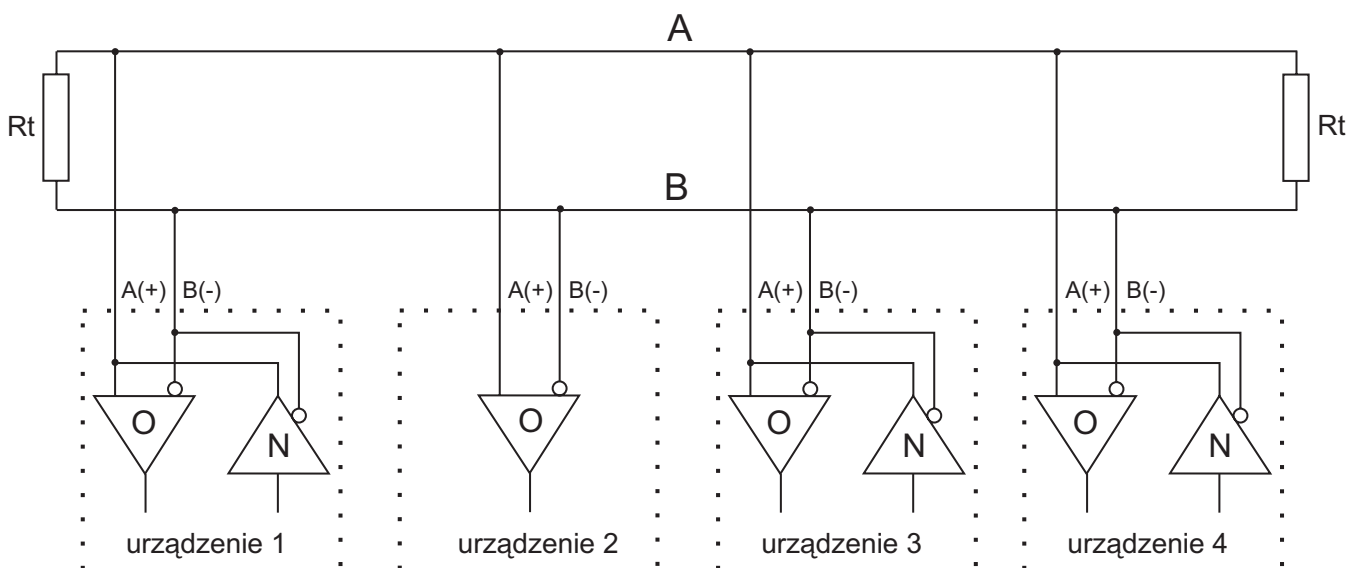 A
Rt
Rt
B
A(+) B(-)
A(+) B(-)
A(+) B(-)
A(+) B(-)
O
N
O
O
N
O
N
urządzenie 1
urządzenie 2
urządzenie 3
urządzenie 4